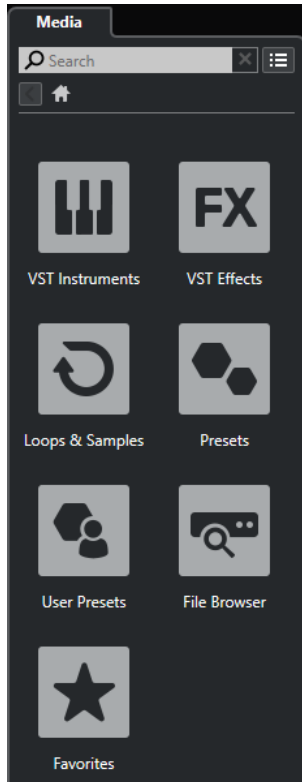 Media
Search
VST Instruments
FX
VST Effects
Loops & Samples
Presets
User Presets
File Browser
Favorites